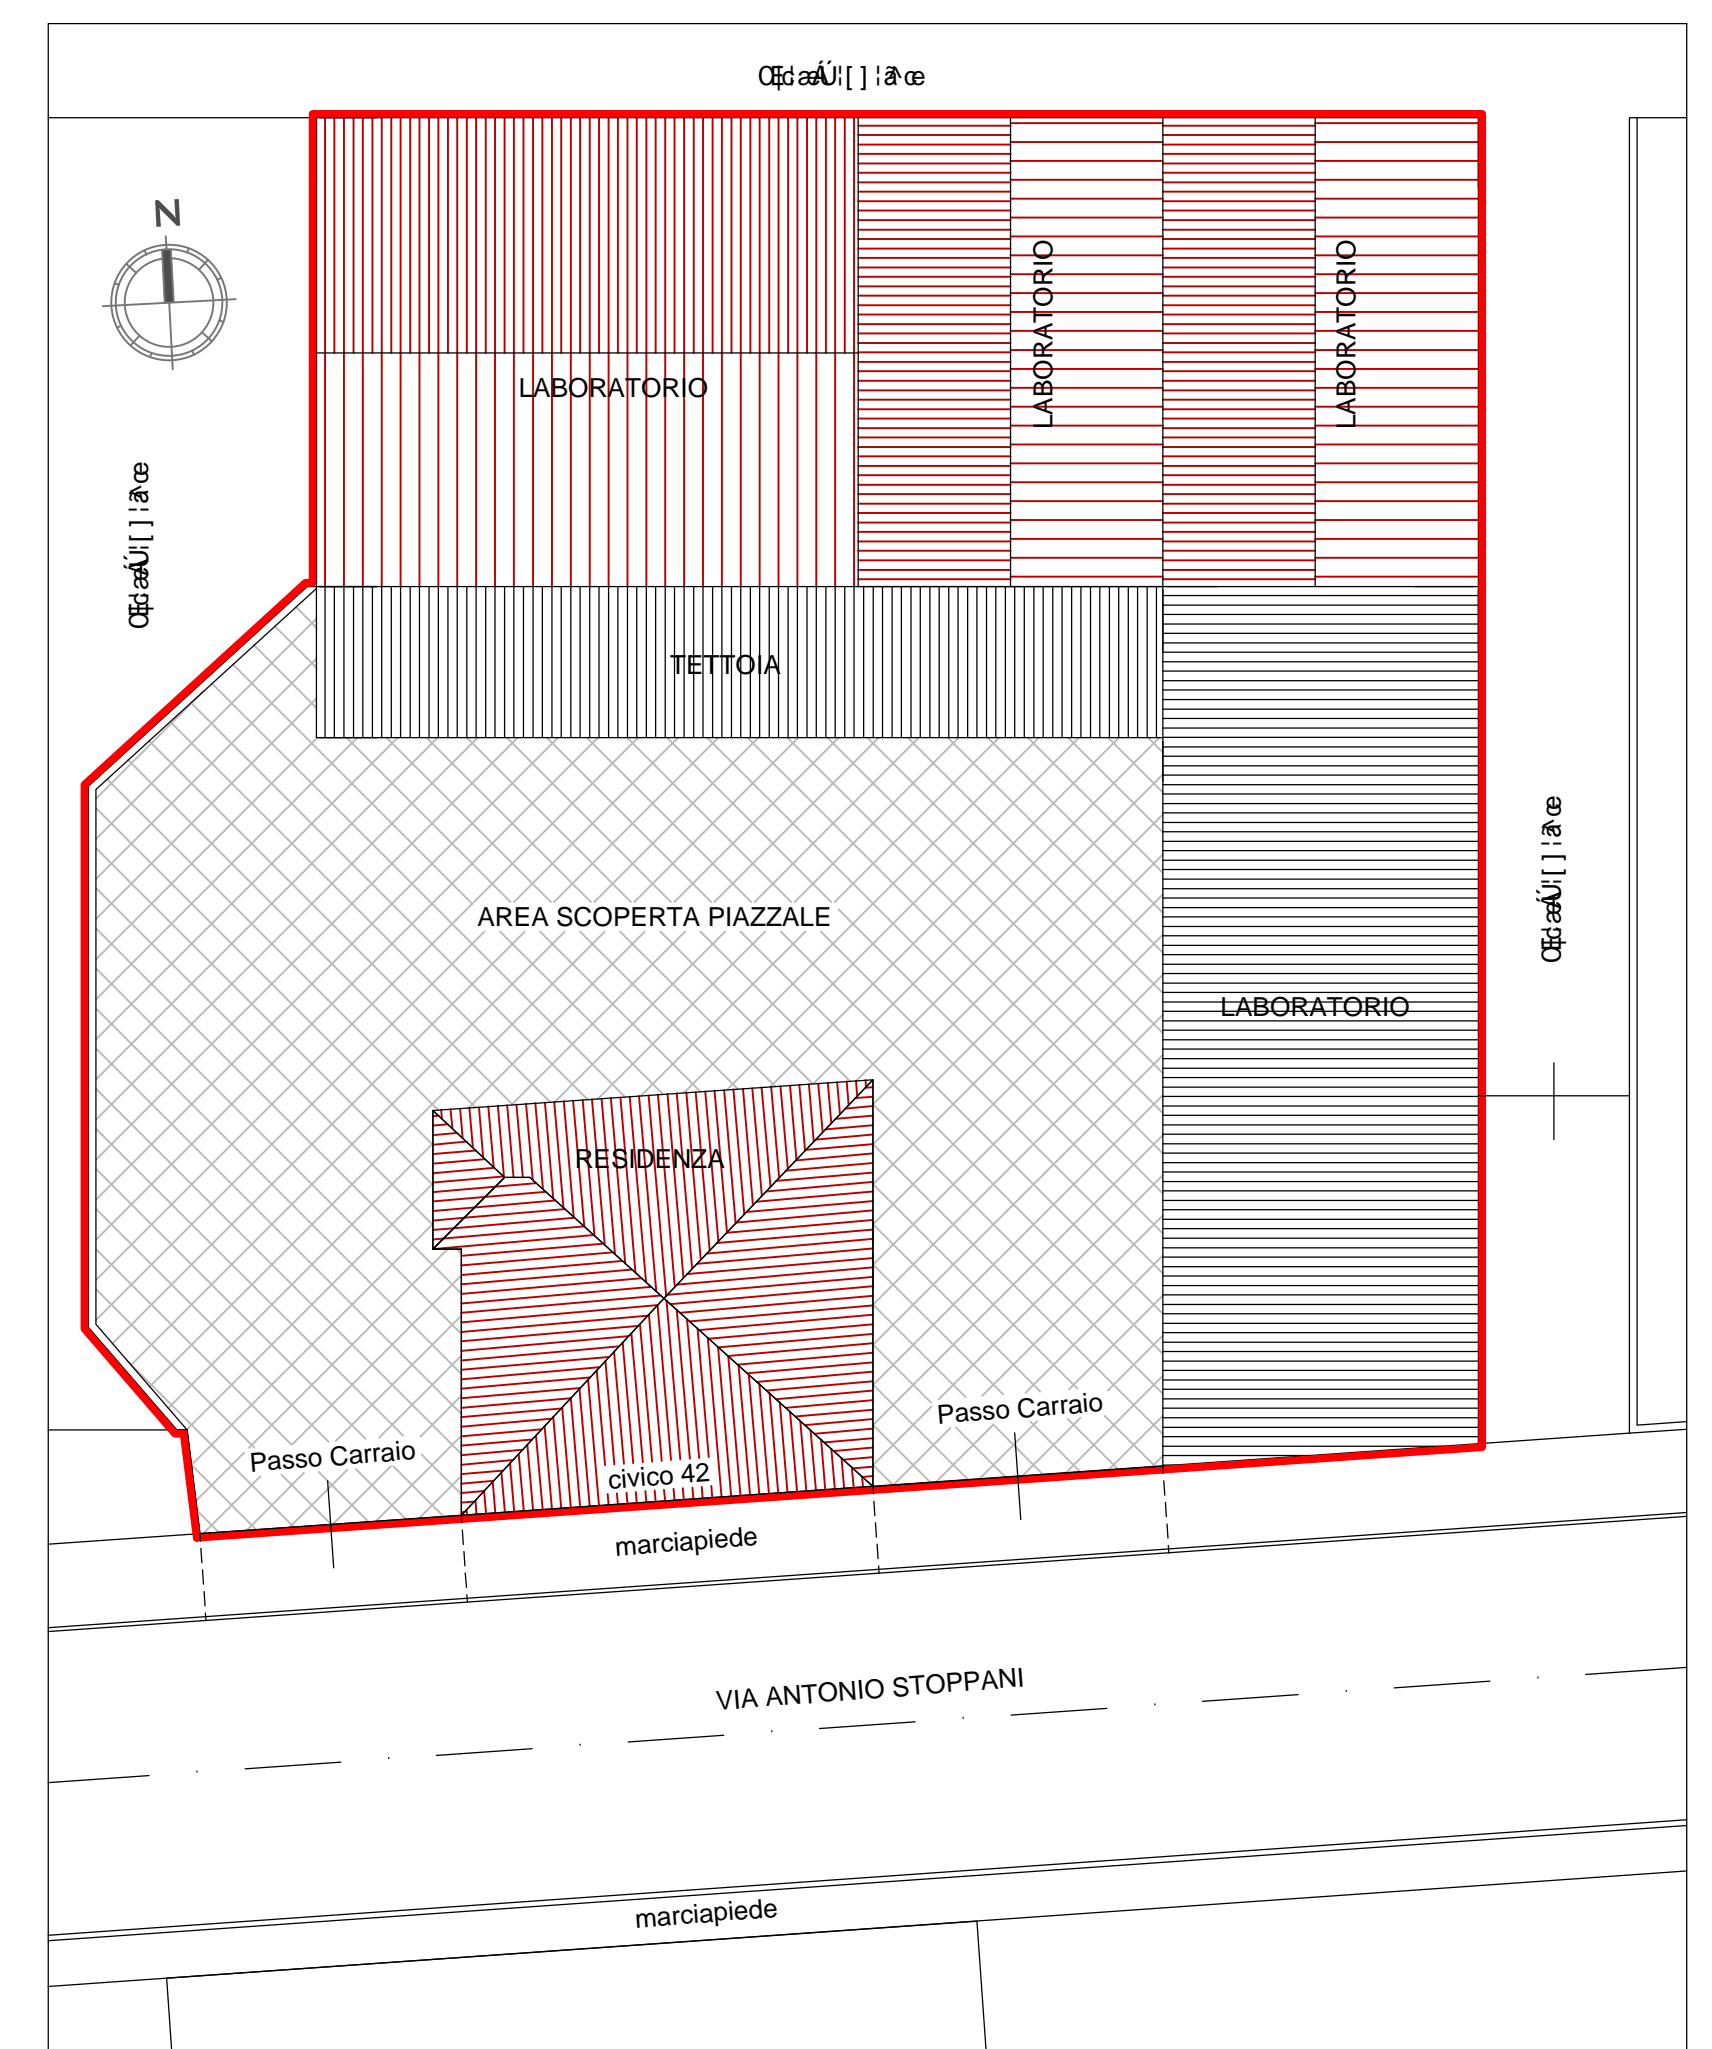 N
LABORATORIO
LABORATORIO
LABORATORIO
TETTOIA
AREA SCOPERTA PIAZZALE
LABORATORIO
RESIDENZA
Passo Carraio
Passo Carraio
civico 42
marciapiede
VIA ANTONIO STOPPANI
marciapiede